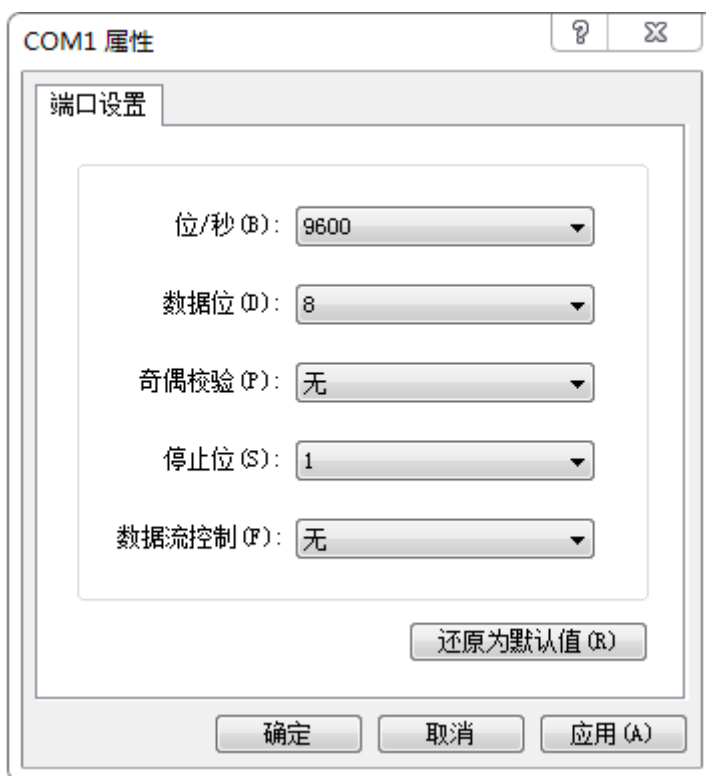 COM1 属性
端口设置
位/秒(B): 9600
数据位(D): 8
奇偶校验(P): 无
停止位(S): 1
数据流控制(F): 无
还原为默认值(R)
确定 取消 应用(A)